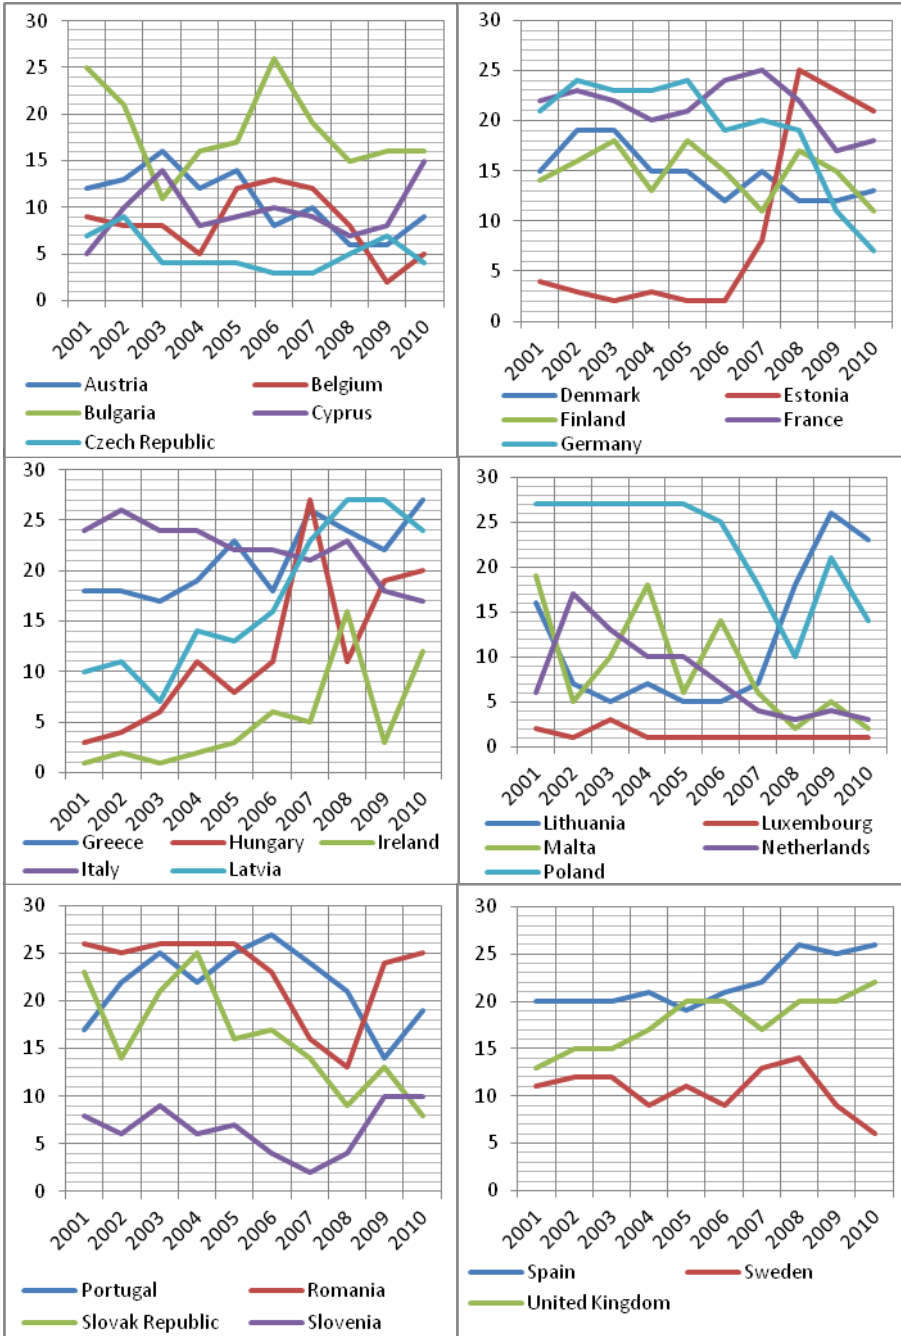 30
25
20
15
10
5
0
2001 2002 2003 2004 2005 2006 2007 2008 2009 2010
Austria Belgium
Bulgaria Cyprus
Czech Republic
30
25
20
15
10
5
0
2001 2002 2003 2004 2005 2006 2007 2008 2009 2010
Denmark Estonia
Finland France
Germany
30
25
20
15
10
5
0
2001 2002 2003 2004 2005 2006 2007 2008 2009 2010
Greece Hungary Ireland
Italy Latvia
30
25
20
15
10
5
0
2001 2002 2003 2004 2005 2006 2007 2008 2009 2010
Lithuania Luxembourg
Malta Netherlands
Poland
30
25
20
15
10
5
0
2001 2002 2003 2004 2005 2006 2007 2008 2009 2010
Portugal Romania
Slovak Republic Slovenia
30
25
20
15
10
5
0
2001 2002 2003 2004 2005 2006 2007 2008 2009 2010
Spain Sweden
United Kingdom